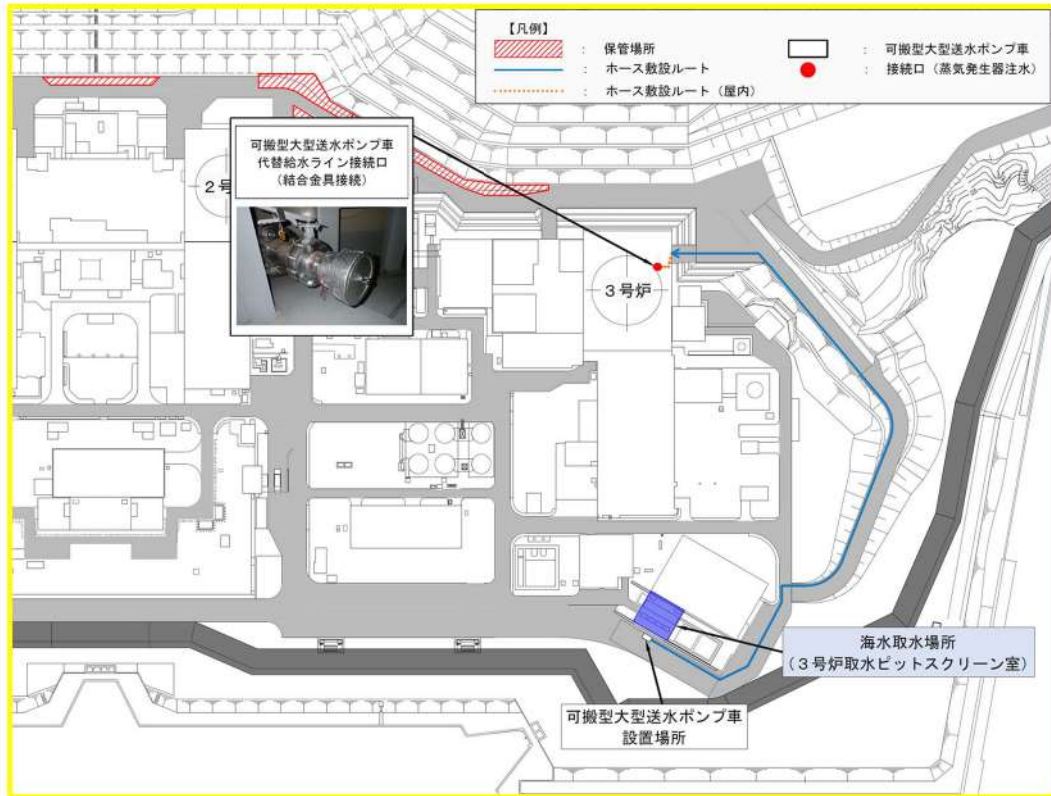 【凡例】
： 保管場所
： ホース敷設ルート
： ホース敷設ルート（屋内）
： 可搬型大型送水ポンプ車
： 接続口（蒸気発生器注水）
可搬型大型送水ポンプ車
代替給水ライン接続口
（結合金具接続）
２号
３号炉
海水取水場所
（３号炉取水ピットスクリーン室）
可搬型大型送水ポンプ車
設置場所